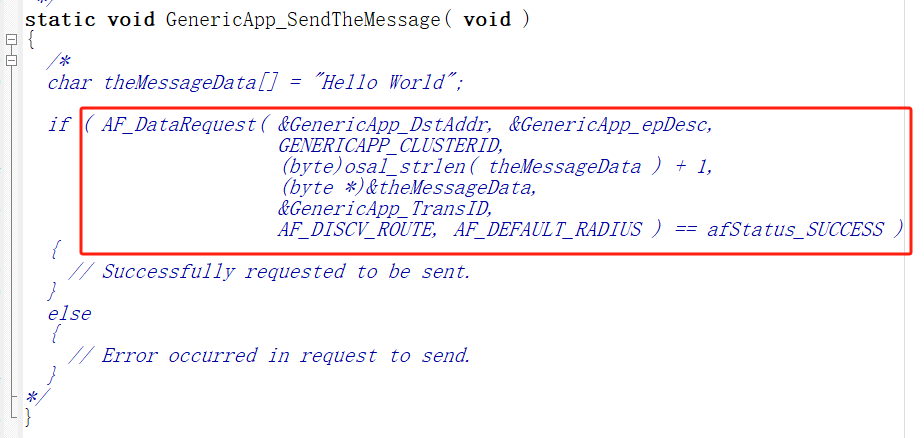 */
static void GenericApp_SendTheMessage( void )
{
/*
char theMessageData[] = "Hello World";
if ( AF_DataRequest( &GenericApp_DstAddr, &GenericApp_epDesc,
GENERICAPP_CLUSTERID,
(byte)osal_strlen( theMessageData ) + 1,
(byte *)&theMessageData,
&GenericApp_TransID,
AF_DISCV_ROUTE, AF_DEFAULT_RADIUS ) == afStatus_SUCCESS )
{
// Successfully requested to be sent.
}
else
{
// Error occurred in request to send.
}
*/
}